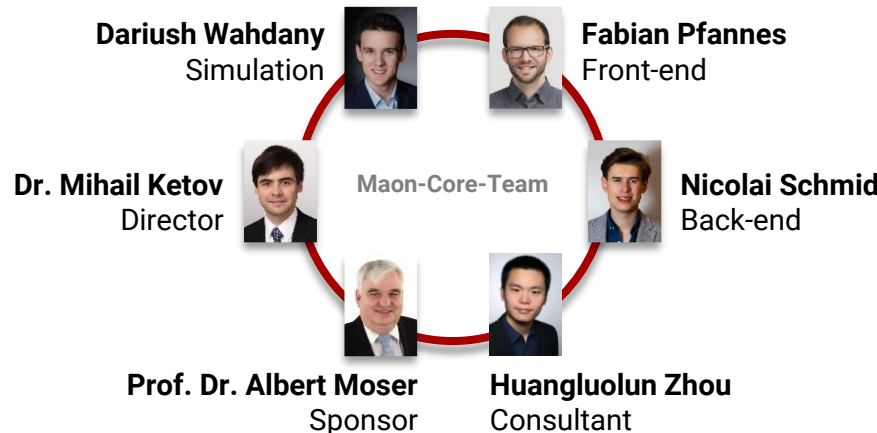 Dariush Wahdany
Simulation
Fabian Pfannes
Front-end
Dr. Mihail Ketov
Director
Maon-Core-Team
Nicolai Schmid
Back-end
Prof. Dr. Albert Moser
Sponsor
Huangluolun Zhou
Consultant